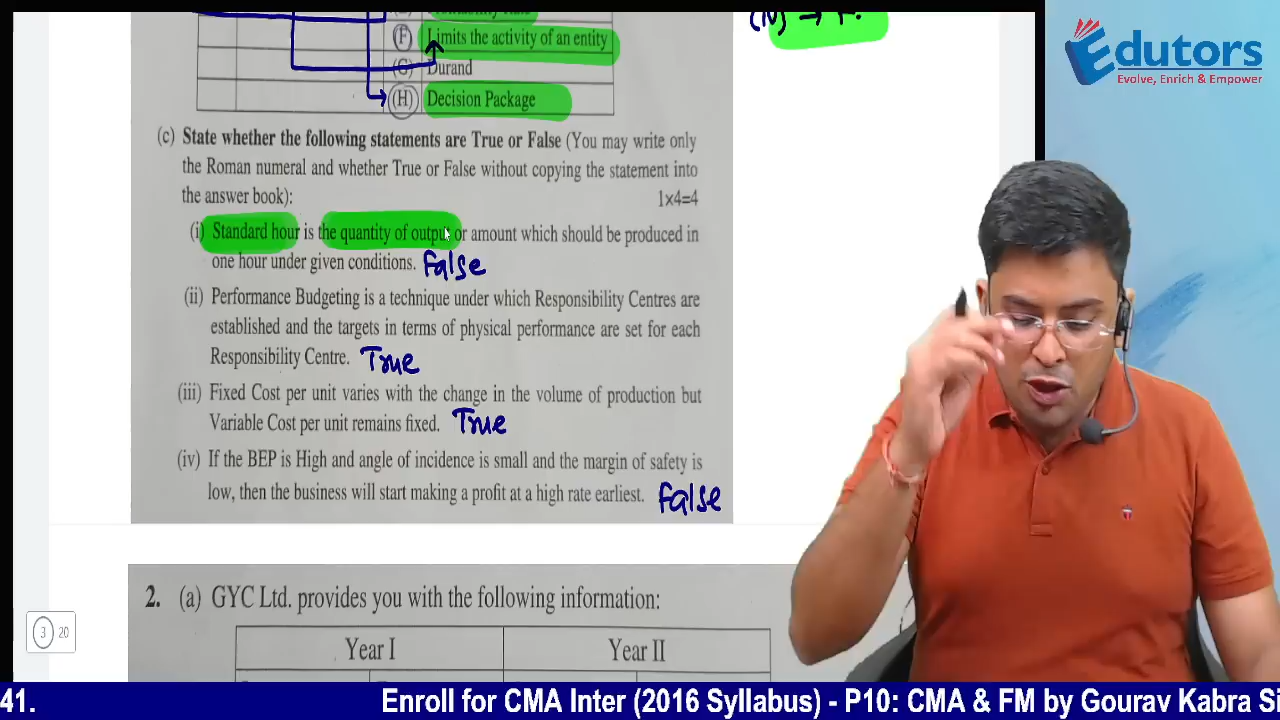 (N) →
Edutors
Evolve, Enrich & Empower
(F) Limits the activity of an entity
(G) Durand
(H) Decision Package
(c) State whether the following statements are True or False (You may write only
the Roman numeral and whether True or False without copying the statement into
the answer book): 1×4=4
(i) Standard hour is the quantity of output or amount which should be produced in
one hour under given conditions. False
(ii) Performance Budgeting is a technique under which Responsibility Centres are
established and the targets in terms of physical performance are set for each
Responsibility Centre. True
(iii) Fixed Cost per unit varies with the change in the volume of production but
Variable Cost per unit remains fixed. True
(iv) If the BEP is High and angle of incidence is small and the margin of safety is
low, then the business will start making a profit at a high rate earliest. False
2. (a) GYC Ltd. provides you with the following information:
Year I Year II
3 20
41. Enroll for CMA Inter (2016 Syllabus) - P10: CMA & FM by Gourav Kabra Si